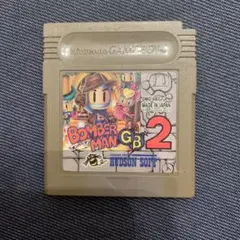 Nintendo GAME BOY
BOMBER
MAN
GB
2
HUDSON SOFT
MADE IN JAPAN